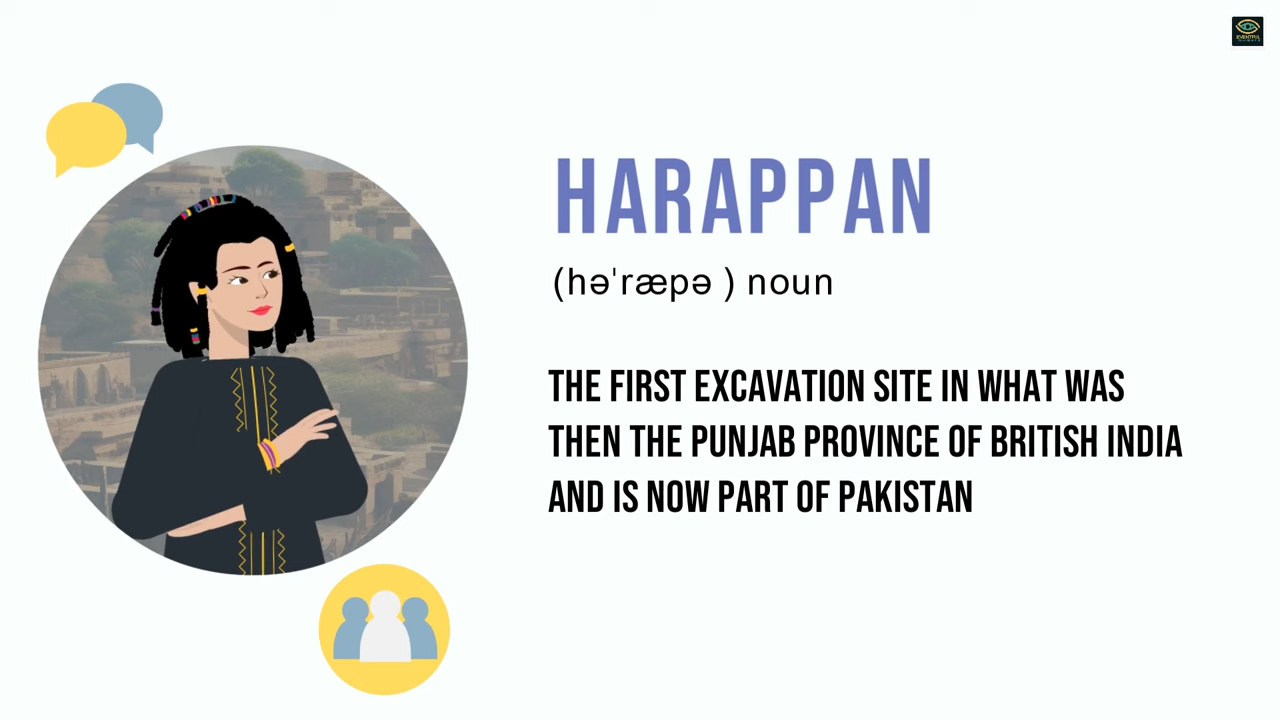 EVENTFUL
HARAPPAN
(həˈræpə ) noun
THE FIRST EXCAVATION SITE IN WHAT WAS
THEN THE PUNJAB PROVINCE OF BRITISH INDIA
AND IS NOW PART OF PAKISTAN